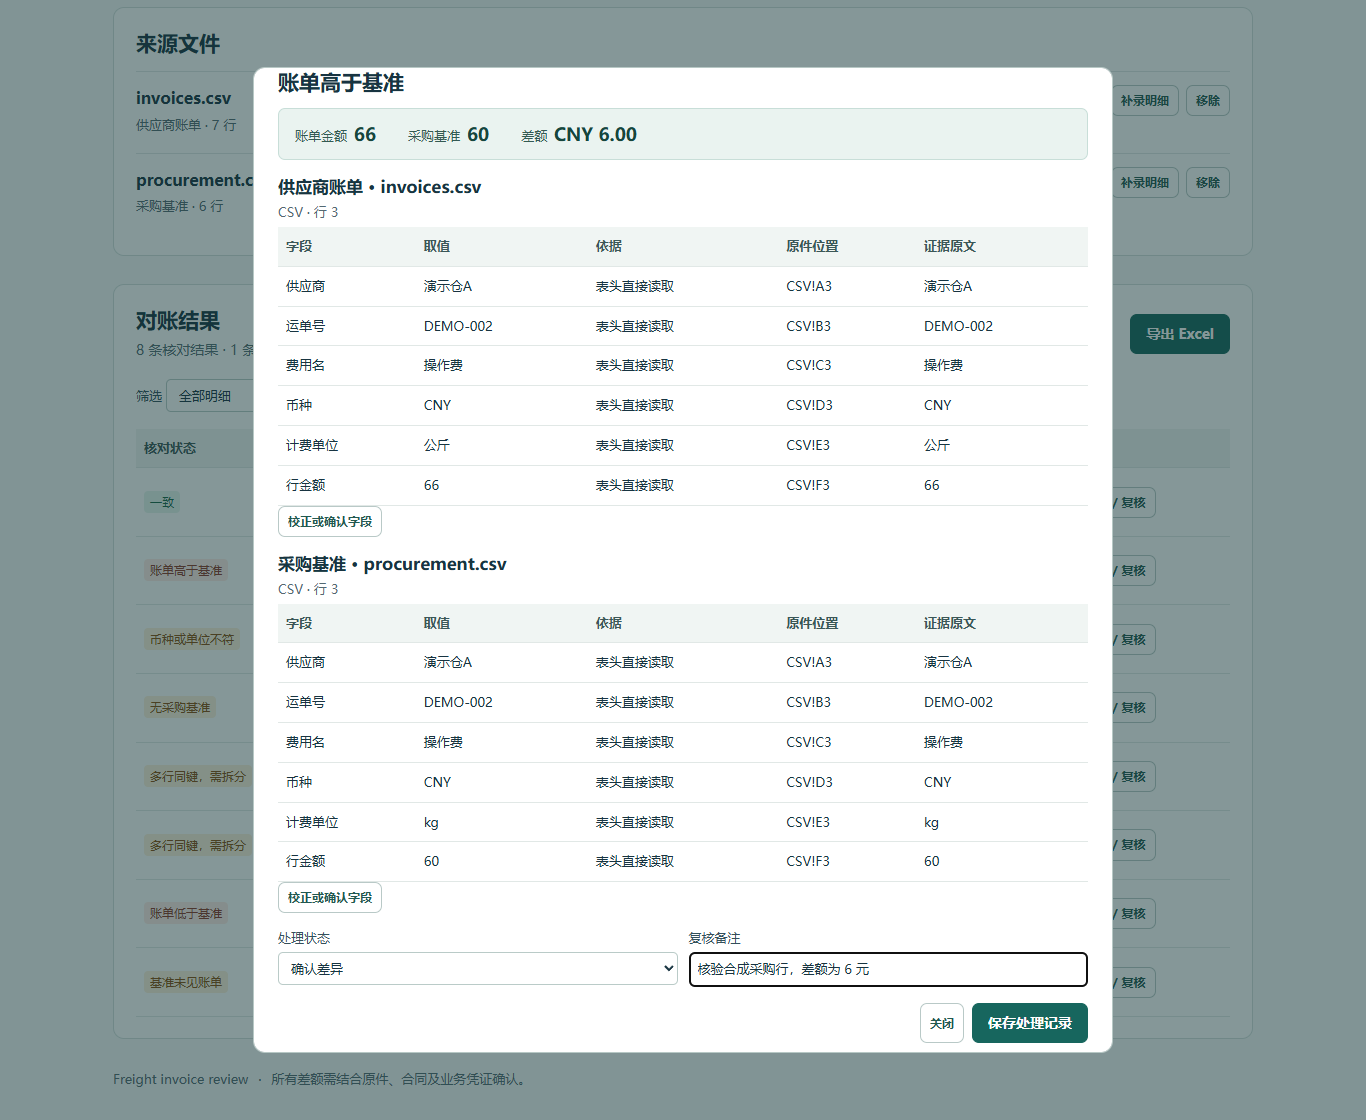 来源文件
invoices.csv
供应商账单 · 7 行
补录明细 移除
procurement.c
采购基准 · 6 行
补录明细 移除
对账结果
8 条核对结果 · 1 条
导出 Excel
筛选 全部明细
核对状态
一致
/ 复核
账单高于基准
/ 复核
币种或单位不符
/ 复核
无采购基准
/ 复核
多行同键，需拆分
/ 复核
多行同键，需拆分
/ 复核
账单低于基准
/ 复核
基准未见账单
/ 复核
Freight invoice review · 所有差额需结合原件、合同及业务凭证确认。
账单高于基准
账单金额 66 采购基准 60 差额 CNY 6.00
供应商账单 • invoices.csv
CSV · 行 3
字段 取值 依据 原件位置 证据原文
供应商 演示仓A 表头直接读取 CSV!A3 演示仓A
运单号 DEMO-002 表头直接读取 CSV!B3 DEMO-002
费用名 操作费 表头直接读取 CSV!C3 操作费
币种 CNY 表头直接读取 CSV!D3 CNY
计费单位 公斤 表头直接读取 CSV!E3 公斤
行金额 66 表头直接读取 CSV!F3 66
校正或确认字段
采购基准 • procurement.csv
CSV · 行 3
字段 取值 依据 原件位置 证据原文
供应商 演示仓A 表头直接读取 CSV!A3 演示仓A
运单号 DEMO-002 表头直接读取 CSV!B3 DEMO-002
费用名 操作费 表头直接读取 CSV!C3 操作费
币种 CNY 表头直接读取 CSV!D3 CNY
计费单位 kg 表头直接读取 CSV!E3 kg
行金额 60 表头直接读取 CSV!F3 60
校正或确认字段
处理状态 复核备注
确认差异 核验合成采购行，差额为 6 元
关闭 保存处理记录